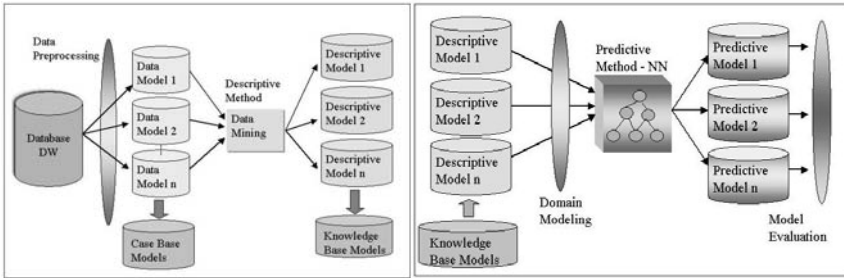 Data
Preprocessing
Database
DW
Data
Model 1
Data
Model 2
Data
Model n
Case Base
Models
Descriptive
Method
Data
Mining
Descriptive
Model 1
Descriptive
Model 2
Descriptive
Model n
Knowledge
Base Models
Descriptive
Model 1
Descriptive
Model 2
Descriptive
Model n
Knowledge
Base Models
Domain
Modeling
Predictive
Method - NN
Predictive
Model 1
Predictive
Model 2
Predictive
Model n
Model
Evaluation